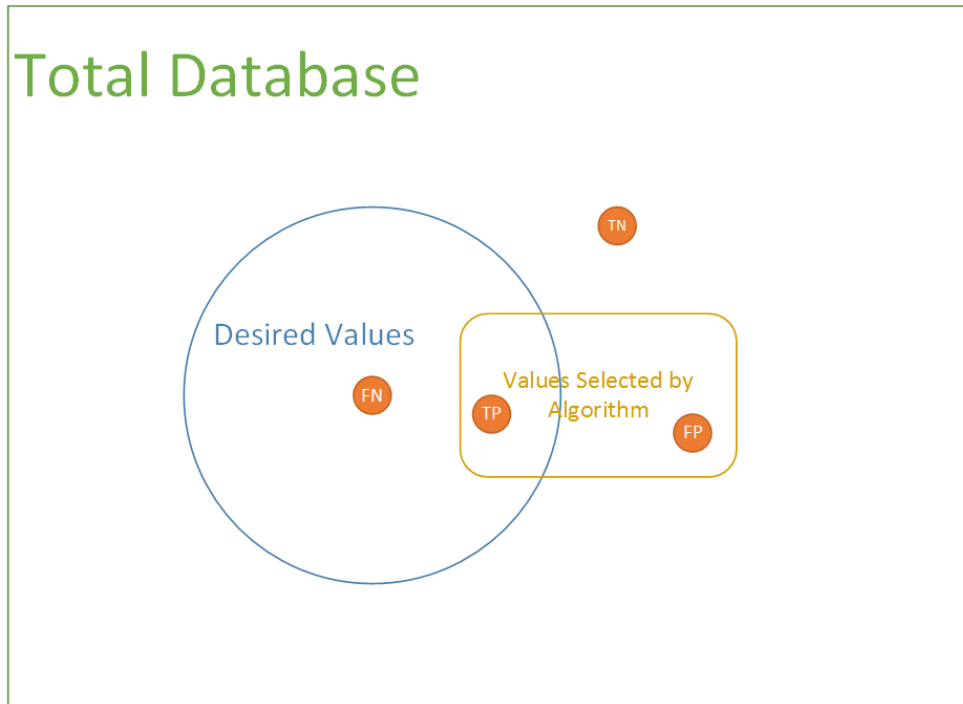 Total Database
TN
Desired Values
Values Selected by
Algorithm
FN
TP
FP